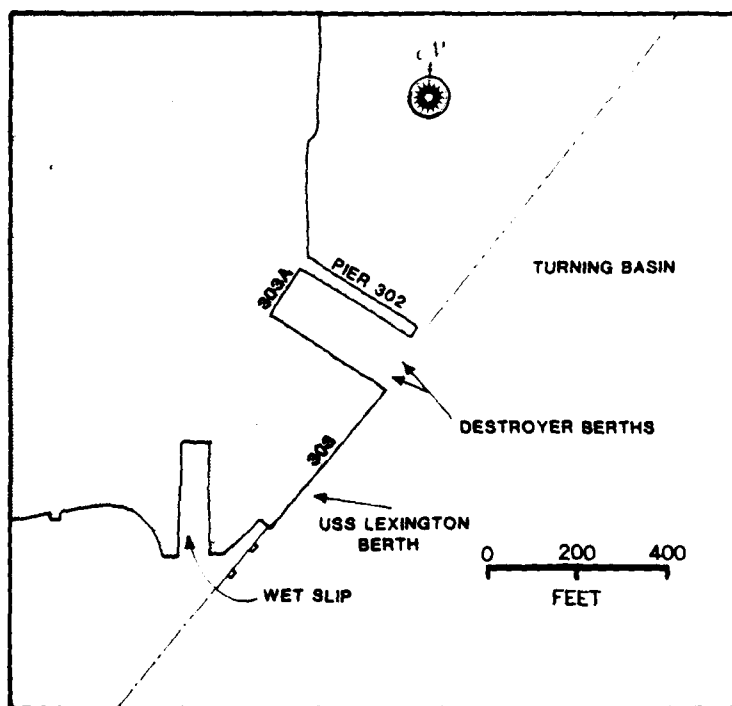 N
TURNING BASIN
PIER 302
303A
DESTROYER BERTHS
303
USS LEXINGTON
BERTH
0 200 400
FEET
WET SLIP